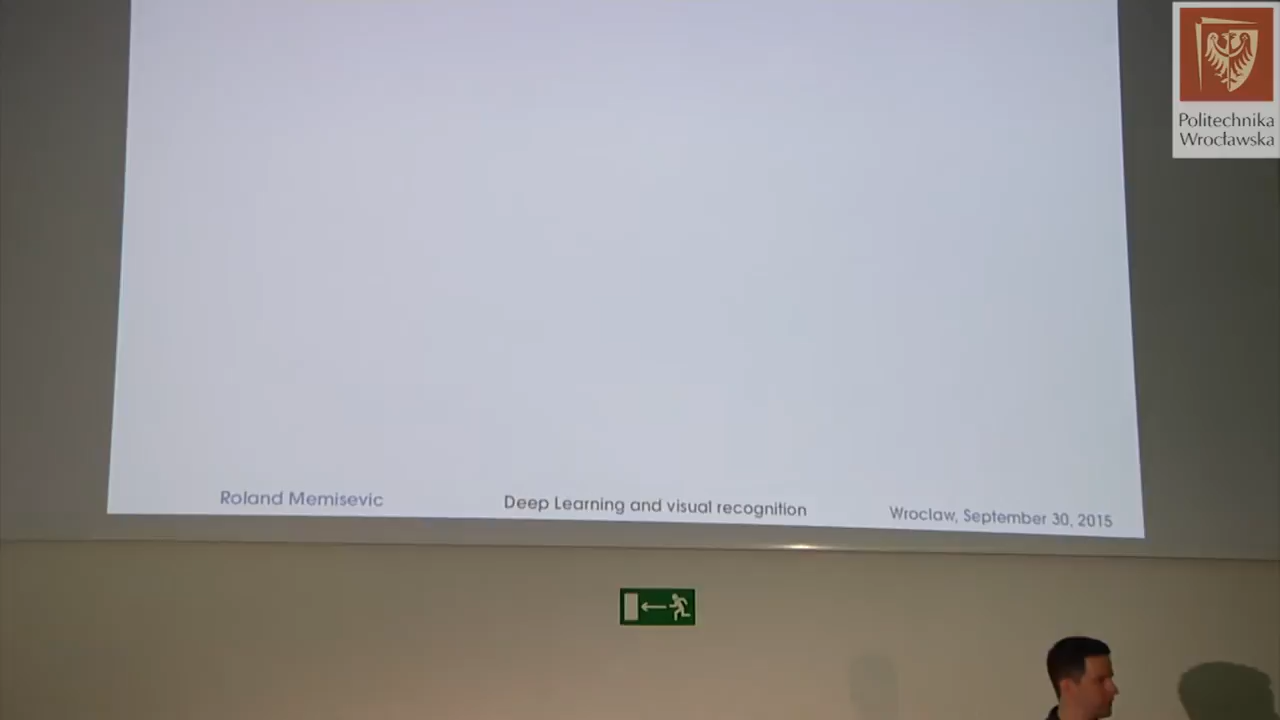 Politechnika
Wrocławska
Roland Memisevic
Deep Learning and visual recognition
Wroclaw, September 30, 2015